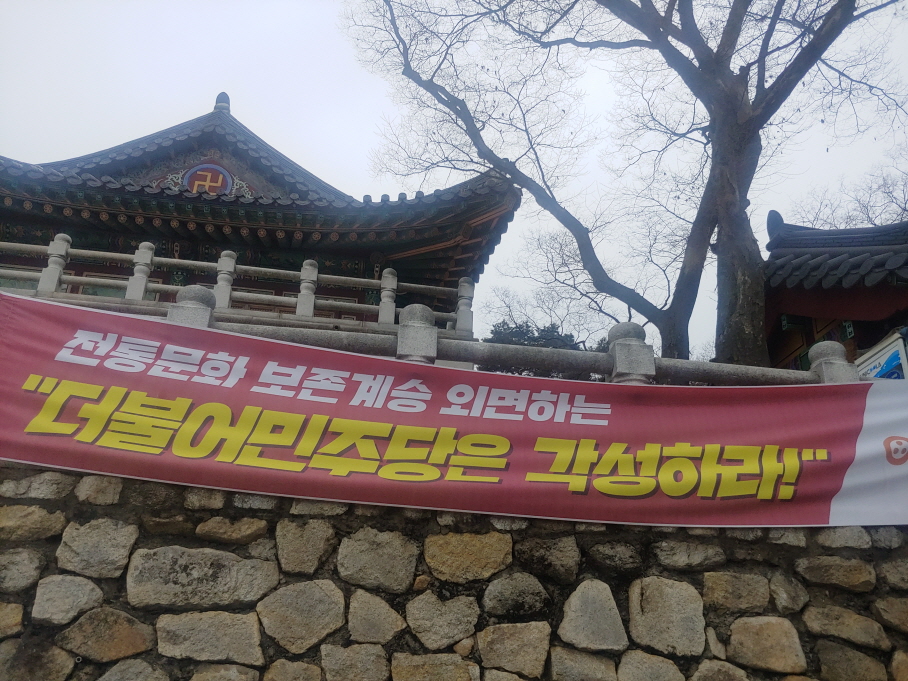 전통문화 보존계승 외면하는
"더불어민주당은 각성하라!"